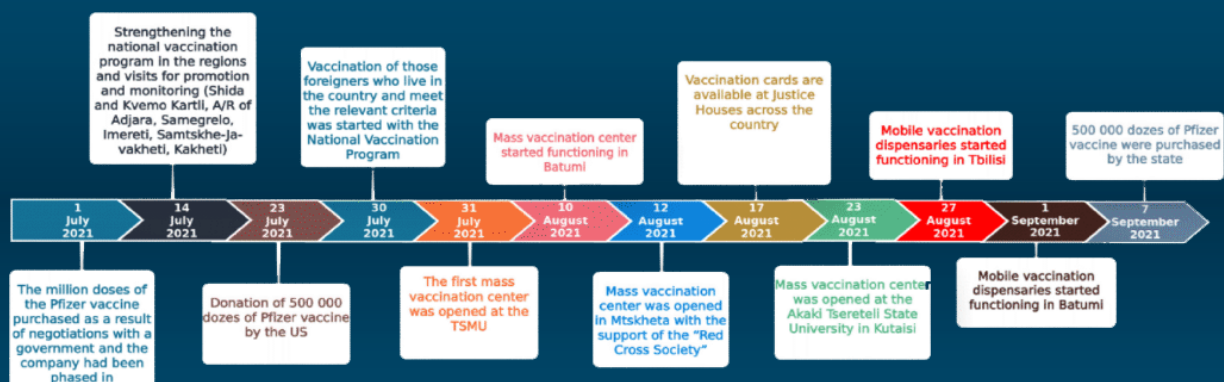 Strengthening the
national vaccination
program in the regions
and visits for promotion
and monitoring (Shida
and Kvemo Kartli, A/R of
Adjara, Samegrelo,
Imereti, Samtskhe-Ja-
vakheti, Kakheti)
Vaccination of those
foreigners who live in
the country and meet
the relevant criteria
was started with the
National Vaccination
Program
Mass vaccination center
started functioning in
Batumi
Vaccination cards are
available at Justice
Houses across the
country
Mobile vaccination
dispensaries started
functioning in Tbilisi
500 000 dozes of Pfizer
vaccine were purchased
by the state
1
July
2021
14
July
2021
23
July
2021
30
July
2021
31
July
2021
10
August
2021
12
August
2021
17
August
2021
23
August
2021
27
August
2021
1
September
2021
7
September
2021
The million doses of
the Pfizer vaccine
purchased as a result
of negotiations with a
government and the
company had been
phased in
Donation of 500 000
dozes of Pfizer vaccine
by the US
The first mass
vaccination center
was opened at the
TSMU
Mass vaccination
center was opened
in Mtskheta with the
support of the “Red
Cross Society”
Mass vaccination center
was opened at the
Akaki Tsereteli State
University in Kutaisi
Mobile vaccination
dispensaries started
functioning in Batumi